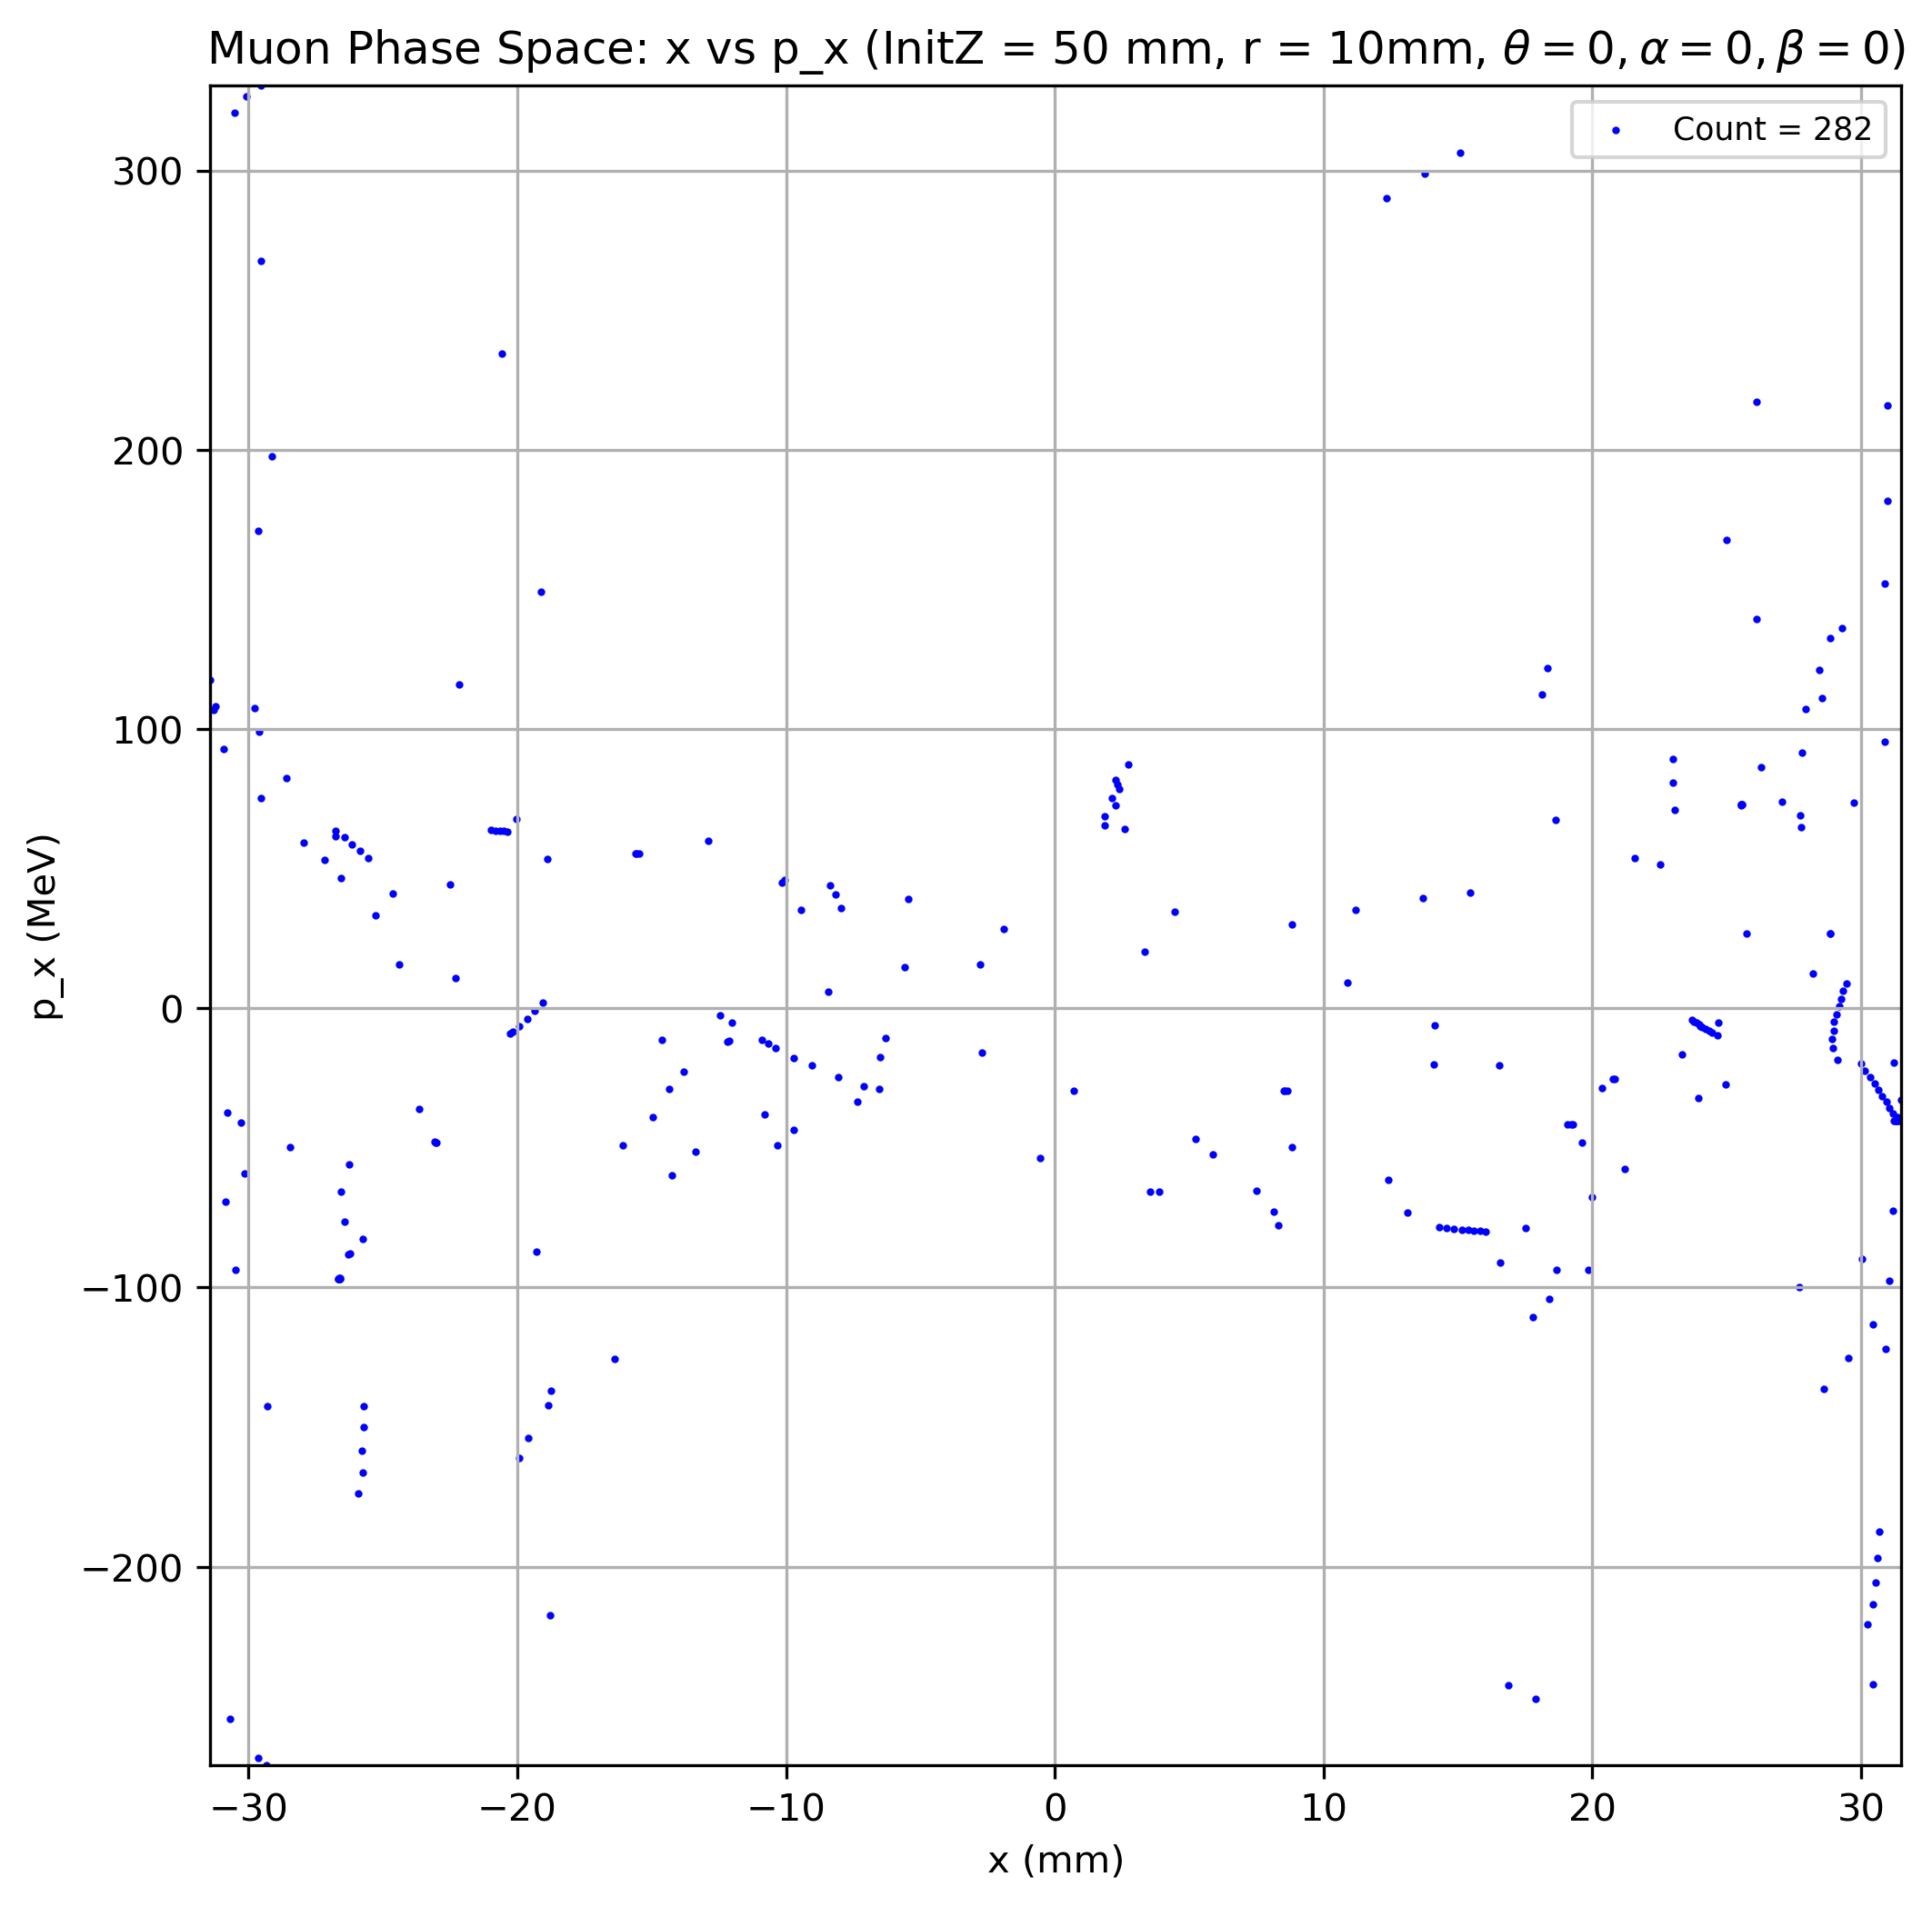 Muon Phase Space: x vs p_x (InitZ = 50 mm, r = 10mm, θ = 0, α = 0, β = 0)
Count = 282
300
200
100
0
−100
−200
p_x (MeV)
−30 −20 −10 0 10 20 30
x (mm)